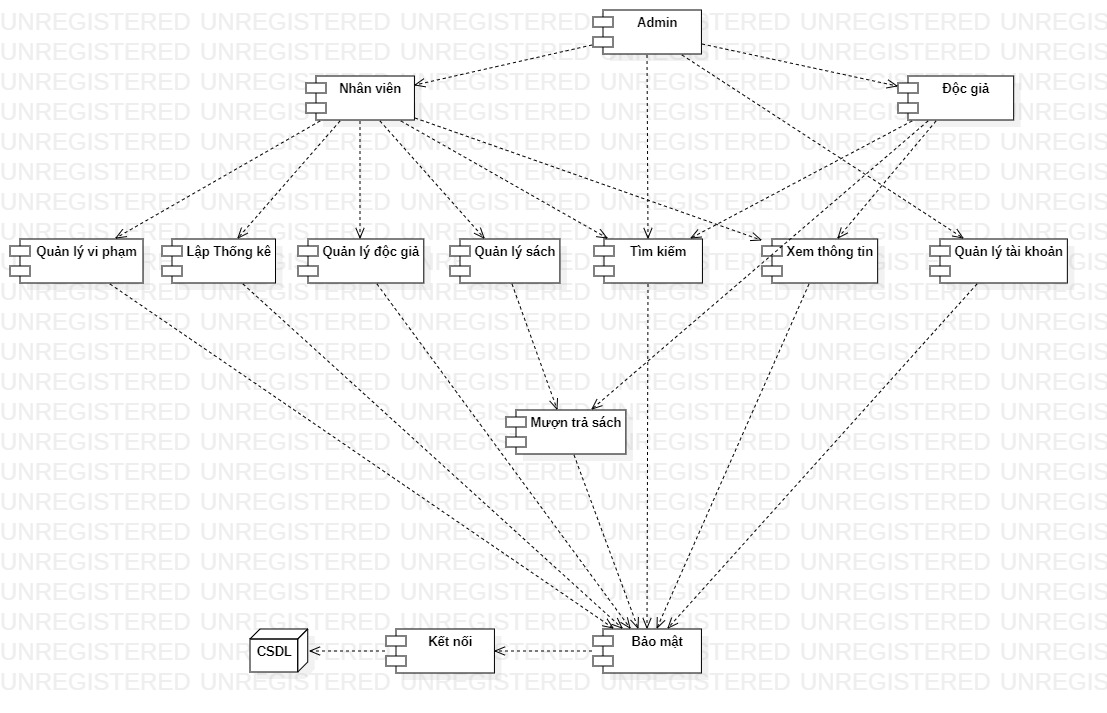 Admin
Nhân viên
Độc giả
Quản lý vi phạm
Lập Thống kê
Quản lý độc giả
Quản lý sách
Tìm kiếm
Xem thông tin
Quản lý tài khoản
Mượn trả sách
CSDL
Kết nối
Bảo mật
UNREGISTERED